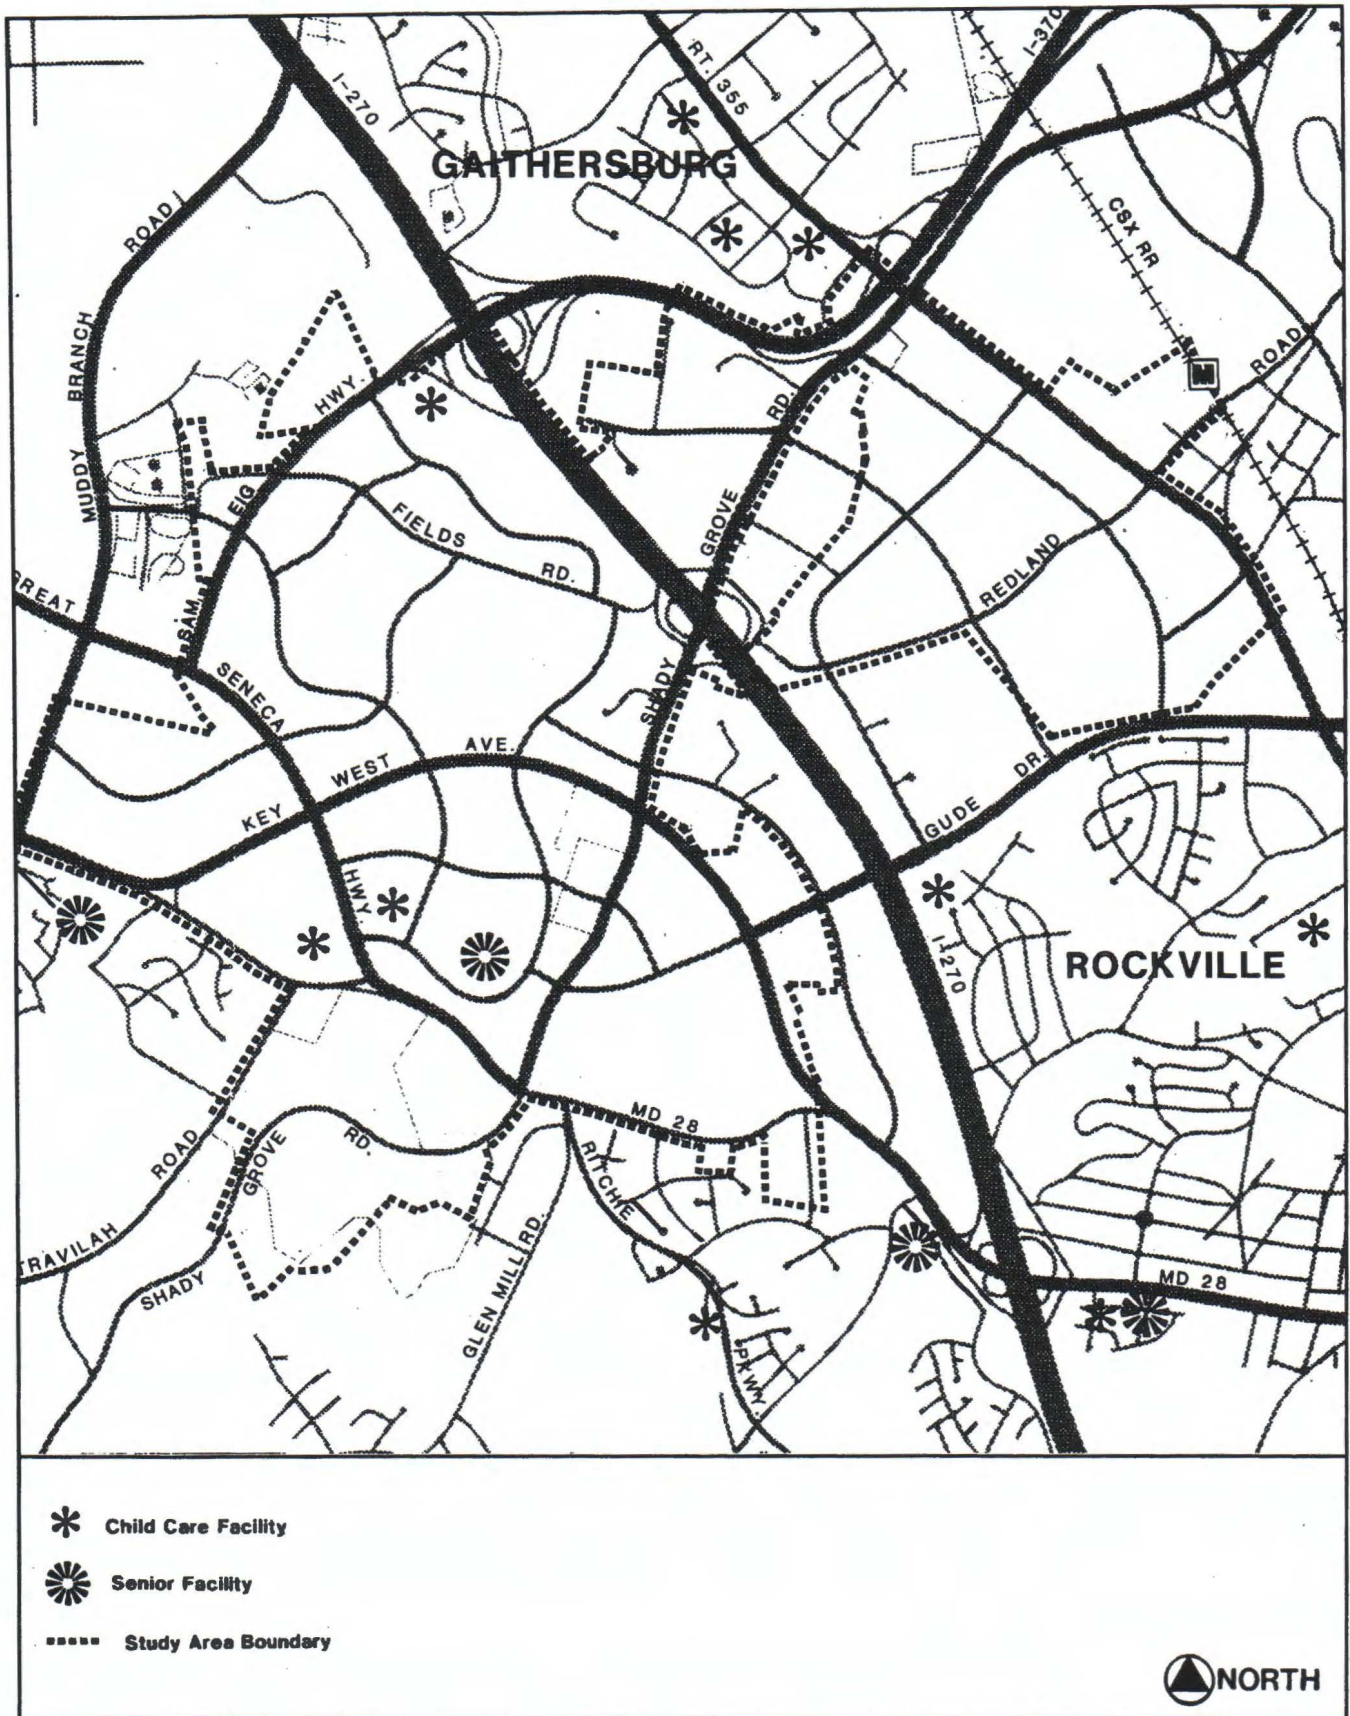 I-270
RT. 355
I-370
GAITHERSBURG
CSX RR
ROAD
MUDDY BRANCH ROAD
M
HWY.
RD.
EIG
FIELDS RD.
GROVE
REDLAND
GREAT
SAM
SENECA
SHADY
KEY WEST AVE.
DR.
GUDE
HWY.
I-270
ROCKVILLE
MD 28
RITCHIE
ROAD
GROVE RD.
TRAVILAH
SHADY
GLEN MILL RD.
MD 28
PKWY.
Child Care Facility
Senior Facility
Study Area Boundary
NORTH